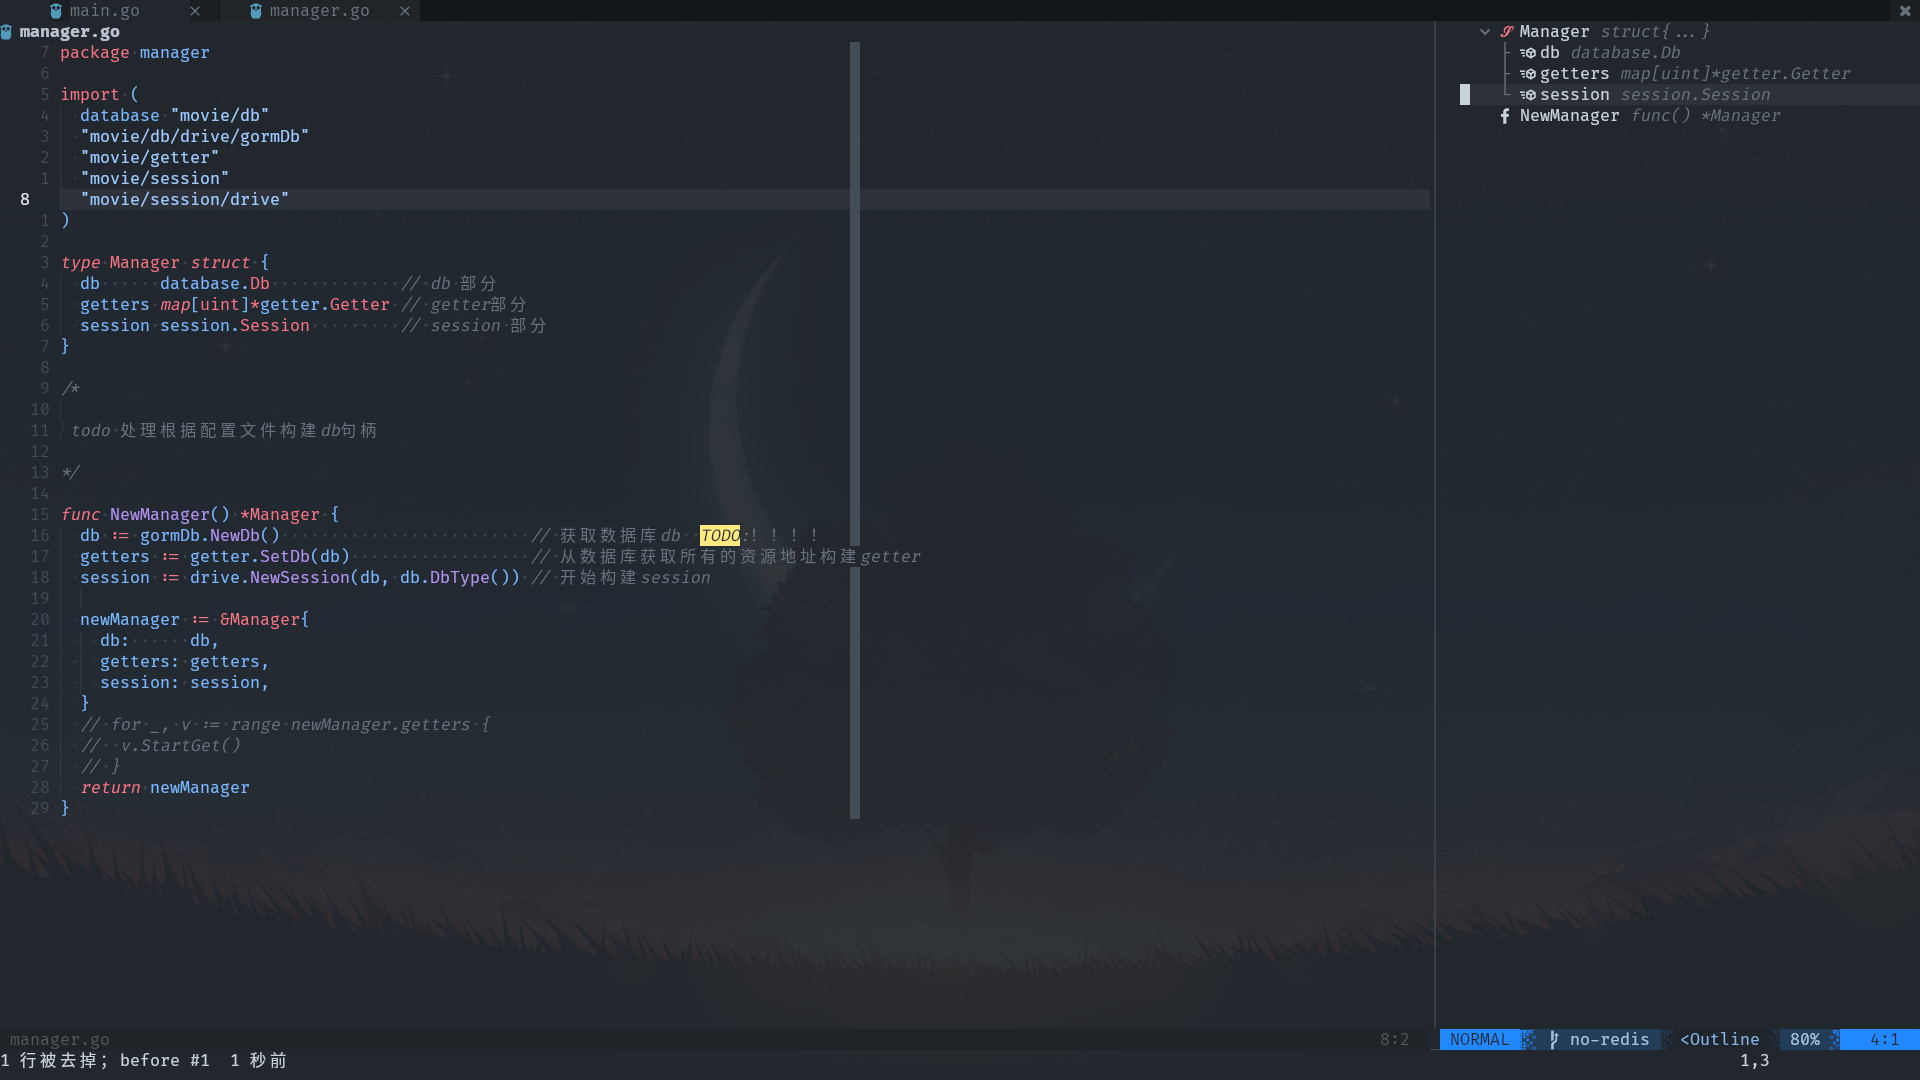 main.go × manager.go × ×
manager.go
7 package manager
6
5 import (
4 database "movie/db"
3 "movie/db/drive/gormDb"
2 "movie/getter"
1 "movie/session"
8 "movie/session/drive"
1 )
2
3 type Manager struct {
4 db database.Db // db 部分
5 getters map[uint]*getter.Getter // getter部分
6 session session.Session // session 部分
7 }
8
9 /*
10
11 todo 处理根据配置文件构建db句柄
12
13 */
14
15 func NewManager() *Manager {
16 db := gormDb.NewDb() // 获取数据库db TODO:！！！！
17 getters := getter.SetDb(db) // 从数据库获取所有的资源地址构建getter
18 session := drive.NewSession(db, db.DbType()) // 开始构建session
19
20 newManager := &Manager{
21 db: db,
22 getters: getters,
23 session: session,
24 }
25 // for _, v := range newManager.getters {
26 // v.StartGet()
27 // }
28 return newManager
29 }
Manager struct{...}
db database.Db
getters map[uint]*getter.Getter
session session.Session
f NewManager func() *Manager
manager.go 8:2 NORMAL no-redis <Outline 80% 4:1
1 行被去掉; before #1 1 秒前 1,3